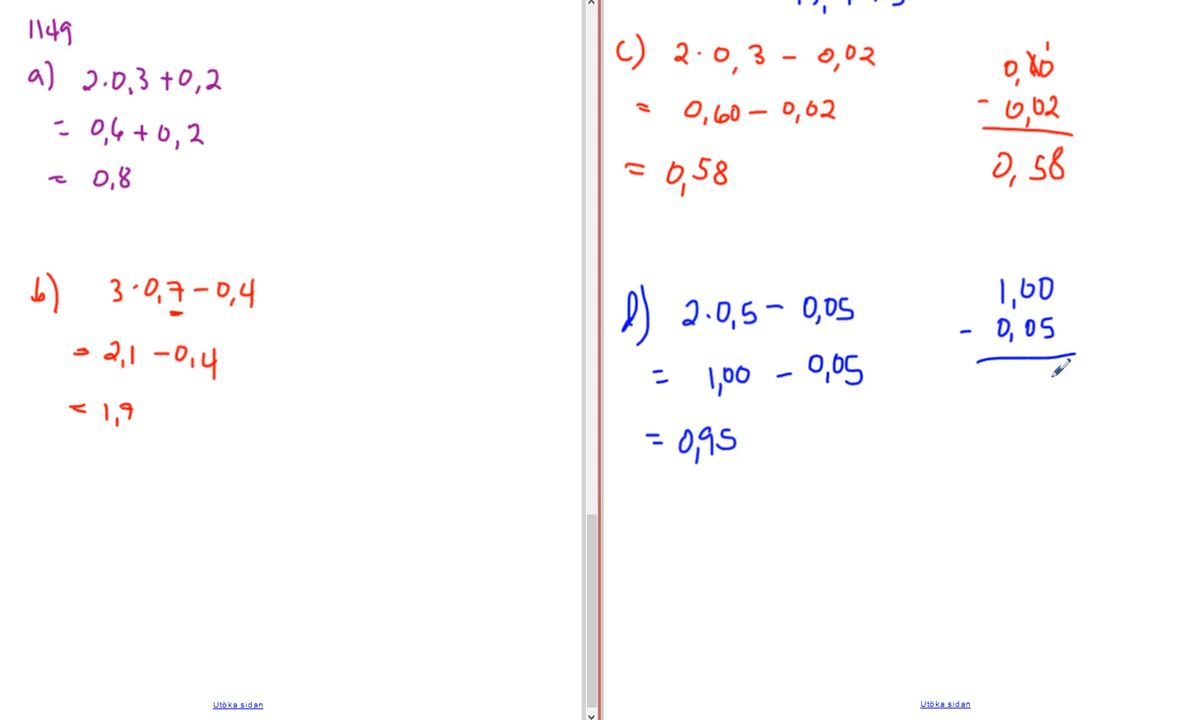 1149
a) 2·0,3 + 0,2
= 0,6 + 0,2
= 0,8
b) 3·0,7 - 0,4
= 2,1 - 0,4
= 1,7
Utöka sidan
c) 2·0,3 - 0,02
= 0,60 - 0,02
= 0,58
1
0,60
- 0,02
0,58
d) 2·0,5 - 0,05
= 1,00 - 0,05
= 0,95
1,00
- 0,05
Utöka sidan